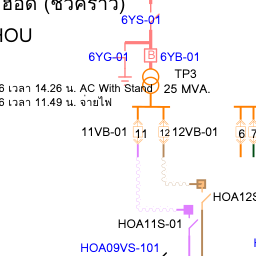 ฮอด (ชั่วคราว)
6YS-01
HOU
6YG-01
B
6YB-01
TP3
6 เวลา 14.26 น. AC With Stand
25 MVA.
6 เวลา 11.49 น. จ่ายไฟ
11VB-01
11
12
12VB-01
6
7
HOA12S
HOA11S-01
HOA09VS-101